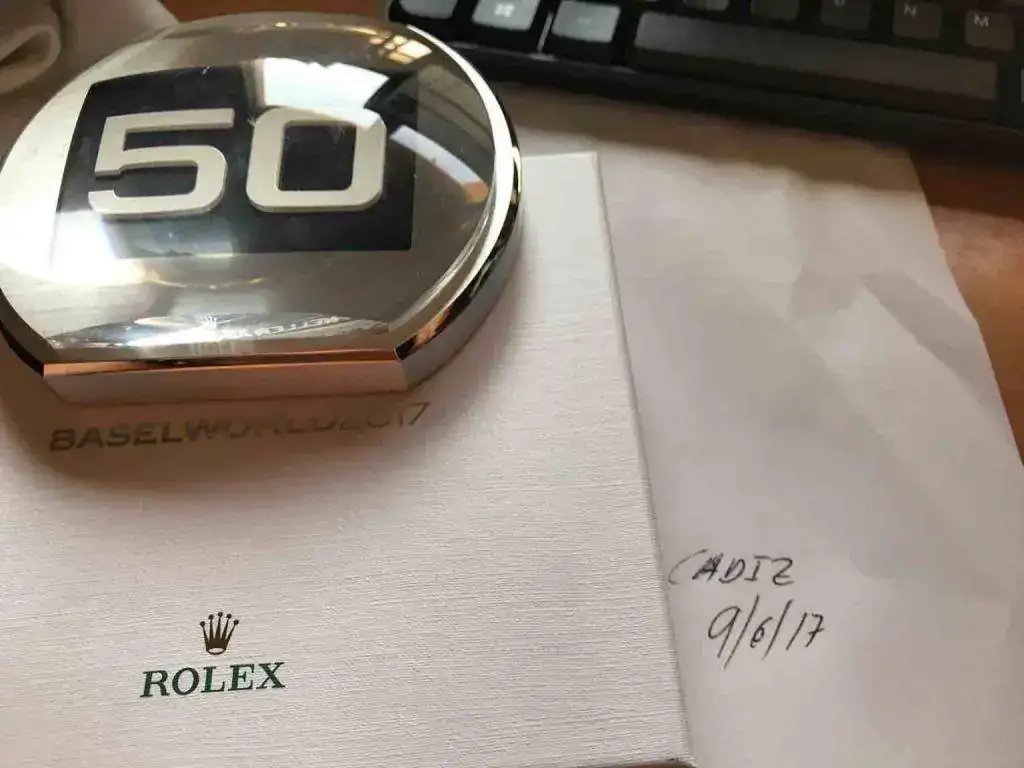 N M
50
BASELWORLD2017
ROLEX
CADIZ
9/6/17